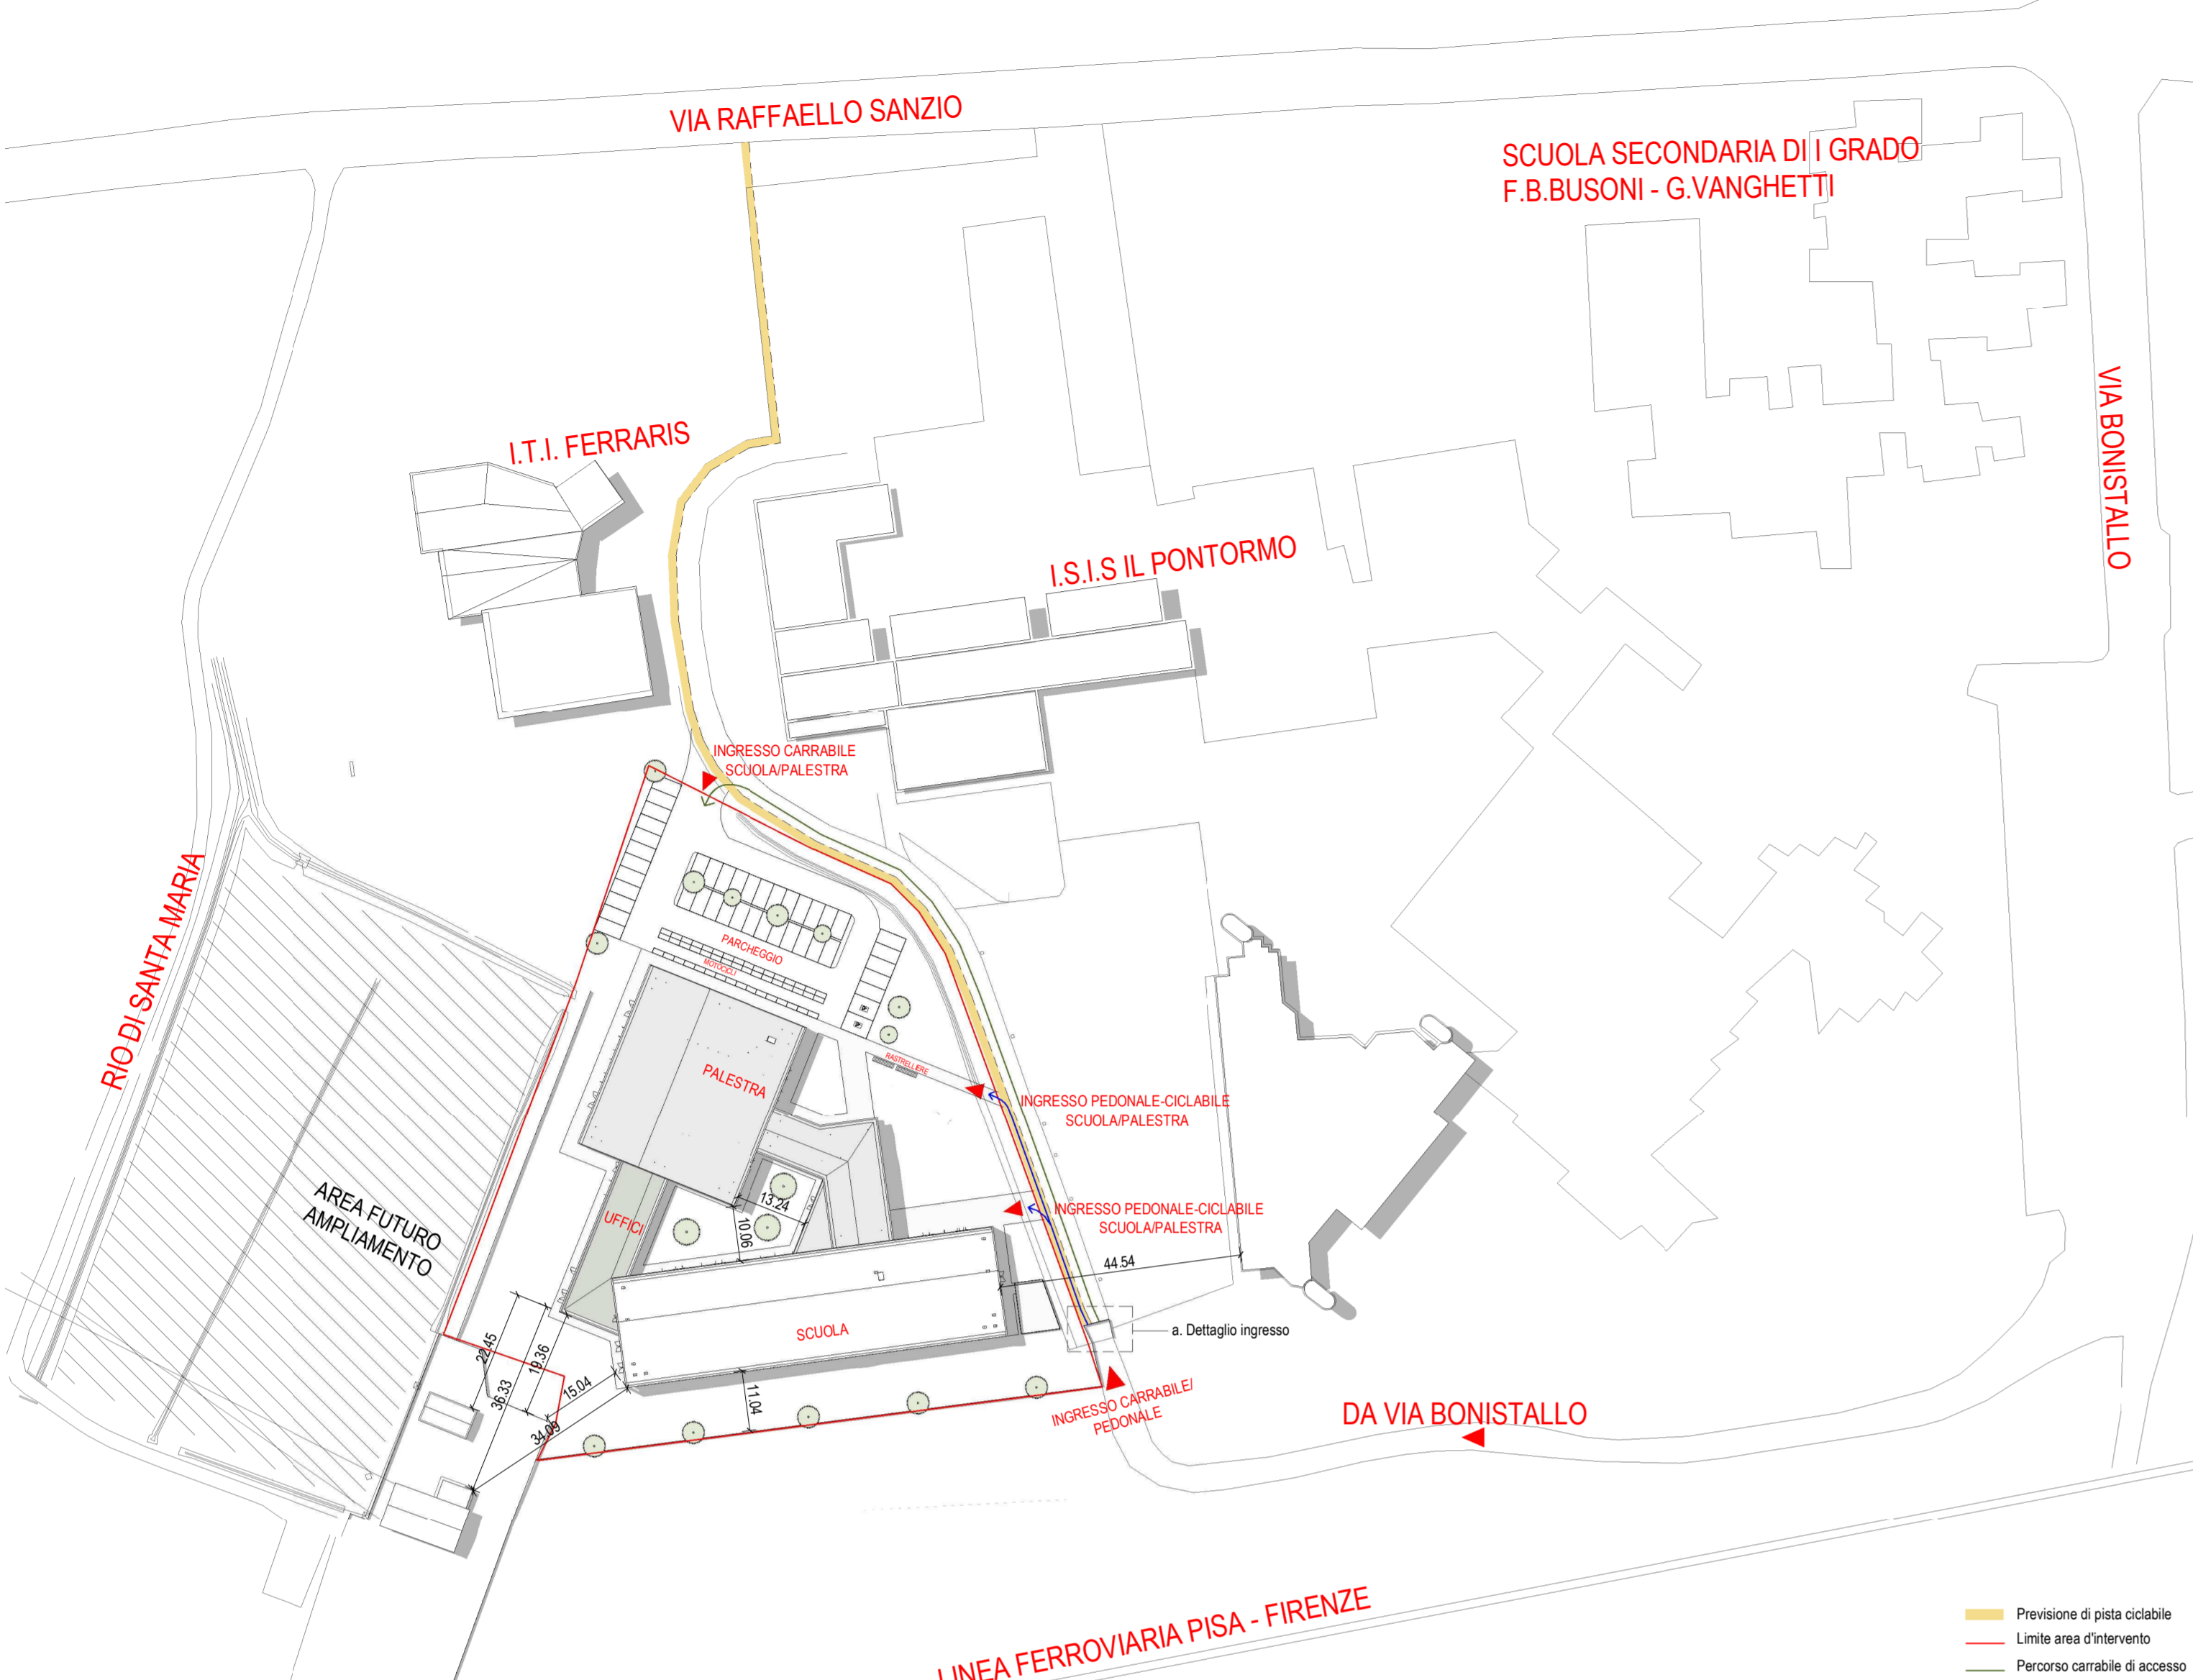 VIA RAFFAELLO SANZIO
SCUOLA SECONDARIA DI I GRADO
F.B.BUSONI - G.VANGHETTI
VIA BONISTALLO
I.T.I. FERRARIS
I.S.I.S IL PONTORMO
INGRESSO CARRABILE
SCUOLA/PALESTRA
RIO DI SANTA MARIA
PARCHEGGIO
MOTOCICLI
RASTRELLIERE
PALESTRA
INGRESSO PEDONALE-CICLABILE
SCUOLA/PALESTRA
AREA FUTURO
AMPLIAMENTO
UFFICI
13.24
10.06
INGRESSO PEDONALE-CICLABILE
SCUOLA/PALESTRA
44.54
SCUOLA
a. Dettaglio ingresso
22.45
19.36
36.33
15.04
34.09
11.04
INGRESSO CARRABILE/
PEDONALE
DA VIA BONISTALLO
LINEA FERROVIARIA PISA - FIRENZE
Previsione di pista ciclabile
Limite area d'intervento
Percorso carrabile di accesso